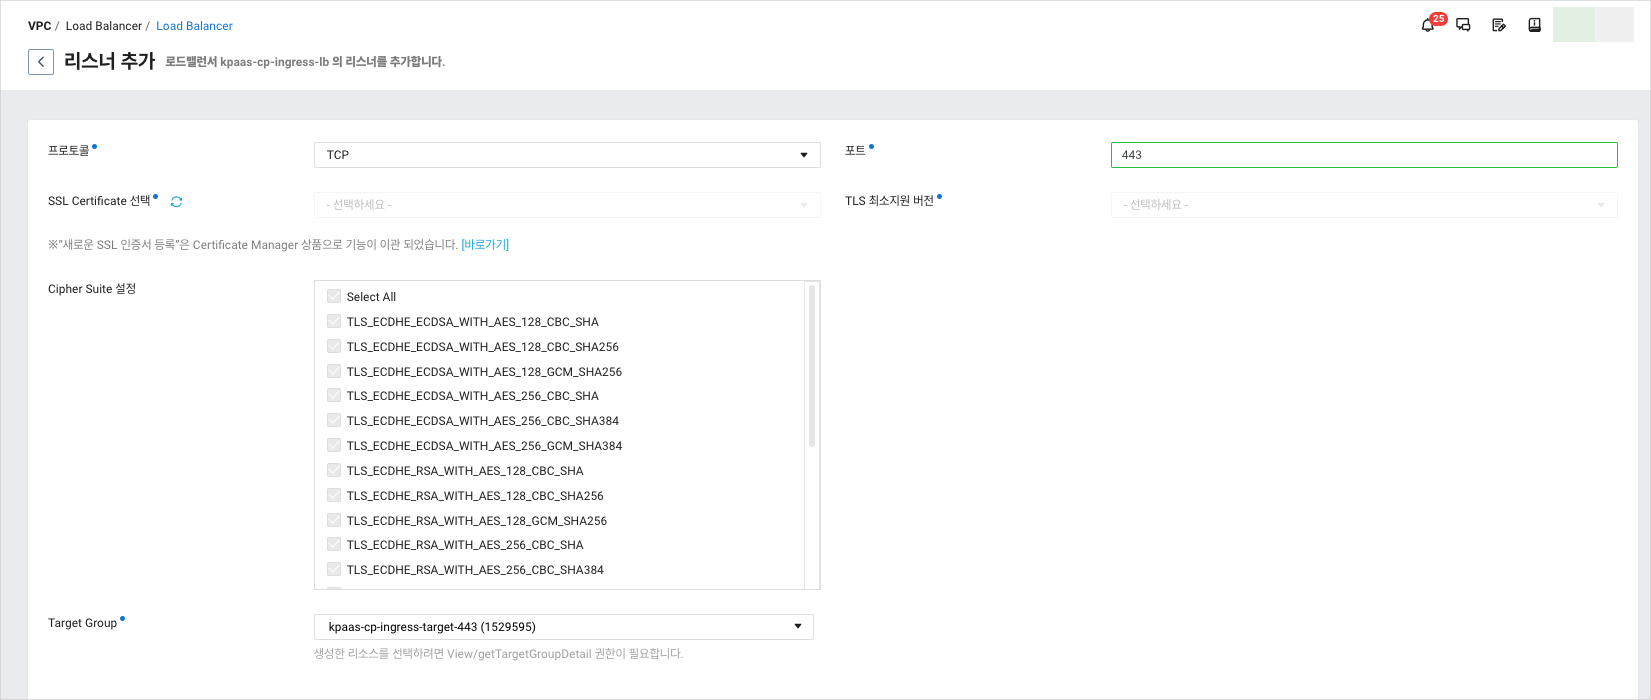 VPC / Load Balancer / Load Balancer
25
리스너 추가 로드밸런서 kpaas-cp-ingress-lb 의 리스너를 추가합니다.
프로토콜 TCP 포트 443
SSL Certificate 선택 - 선택하세요 - TLS 최소지원 버전 - 선택하세요 -
※"새로운 SSL 인증서 등록"은 Certificate Manager 상품으로 기능이 이관 되었습니다. [바로가기]
Cipher Suite 설정
Select All
TLS_ECDHE_ECDSA_WITH_AES_128_CBC_SHA
TLS_ECDHE_ECDSA_WITH_AES_128_CBC_SHA256
TLS_ECDHE_ECDSA_WITH_AES_128_GCM_SHA256
TLS_ECDHE_ECDSA_WITH_AES_256_CBC_SHA
TLS_ECDHE_ECDSA_WITH_AES_256_CBC_SHA384
TLS_ECDHE_ECDSA_WITH_AES_256_GCM_SHA384
TLS_ECDHE_RSA_WITH_AES_128_CBC_SHA
TLS_ECDHE_RSA_WITH_AES_128_CBC_SHA256
TLS_ECDHE_RSA_WITH_AES_128_GCM_SHA256
TLS_ECDHE_RSA_WITH_AES_256_CBC_SHA
TLS_ECDHE_RSA_WITH_AES_256_CBC_SHA384
Target Group kpaas-cp-ingress-target-443 (1529595)
생성한 리소스를 선택하려면 View/getTargetGroupDetail 권한이 필요합니다.